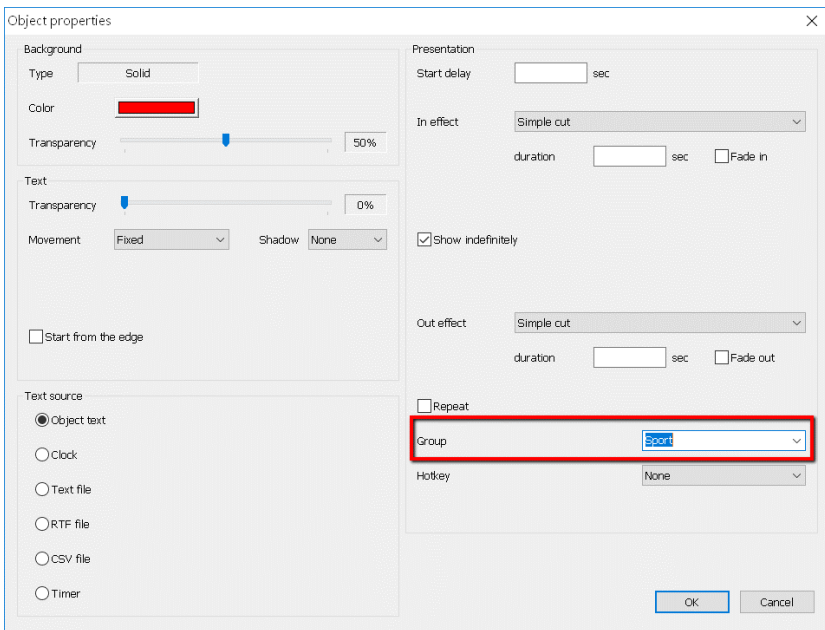 Object properties
Background
Type Solid
Color
Transparency 50%
Text
Transparency 0%
Movement Fixed Shadow None
Start from the edge
Text source
Object text
Clock
Text file
RTF file
CSV file
Timer
Presentation
Start delay sec
In effect Simple cut
duration sec Fade in
Show indefinitely
Out effect Simple cut
duration sec Fade out
Repeat
Group Sport
Hotkey None
OK Cancel